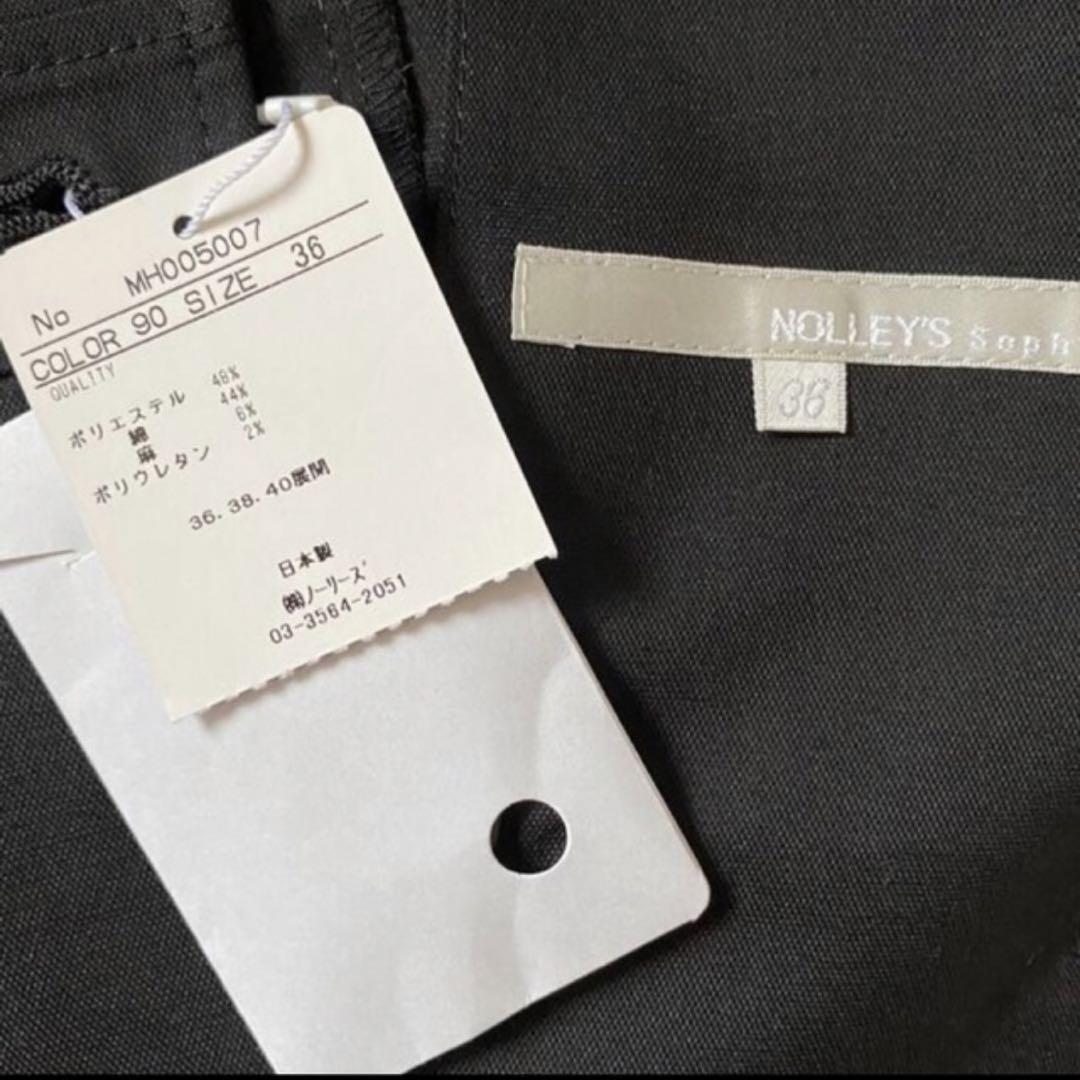 No MH005007
COLOR 90 SIZE 36
QUALITY
ポリエステル 48%
綿 44%
麻 6%
ポリウレタン 2%
36.38.40展開
日本製
㈱ノーリーズ
03-3564-2051
NOLLEY'S Soph
36